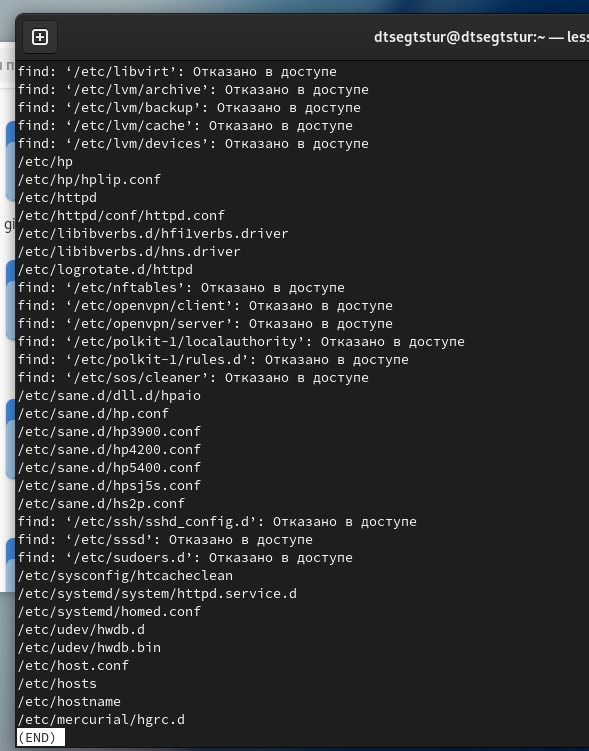 dtsegtstur@dtsegtstur:~ — less
find: ‘/etc/libvirt’: Отказано в доступе
find: ‘/etc/lvm/archive’: Отказано в доступе
find: ‘/etc/lvm/backup’: Отказано в доступе
find: ‘/etc/lvm/cache’: Отказано в доступе
find: ‘/etc/lvm/devices’: Отказано в доступе
/etc/hp
/etc/hp/hplip.conf
/etc/httpd
/etc/httpd/conf/httpd.conf
gi
/etc/libibverbs.d/hfi1verbs.driver
/etc/libibverbs.d/hns.driver
/etc/logrotate.d/httpd
find: ‘/etc/nftables’: Отказано в доступе
find: ‘/etc/openvpn/client’: Отказано в доступе
find: ‘/etc/openvpn/server’: Отказано в доступе
find: ‘/etc/polkit-1/localauthority’: Отказано в доступе
find: ‘/etc/polkit-1/rules.d’: Отказано в доступе
find: ‘/etc/sos/cleaner’: Отказано в доступе
/etc/sane.d/dll.d/hpaio
/etc/sane.d/hp.conf
/etc/sane.d/hp3900.conf
/etc/sane.d/hp4200.conf
/etc/sane.d/hp5400.conf
/etc/sane.d/hpsj5s.conf
/etc/sane.d/hs2p.conf
find: ‘/etc/ssh/sshd_config.d’: Отказано в доступе
find: ‘/etc/sssd’: Отказано в доступе
find: ‘/etc/sudoers.d’: Отказано в доступе
/etc/sysconfig/htcacheclean
/etc/systemd/system/httpd.service.d
/etc/systemd/homed.conf
/etc/udev/hwdb.d
/etc/udev/hwdb.bin
/etc/host.conf
/etc/hosts
/etc/hostname
/etc/mercurial/hgrc.d
(END)